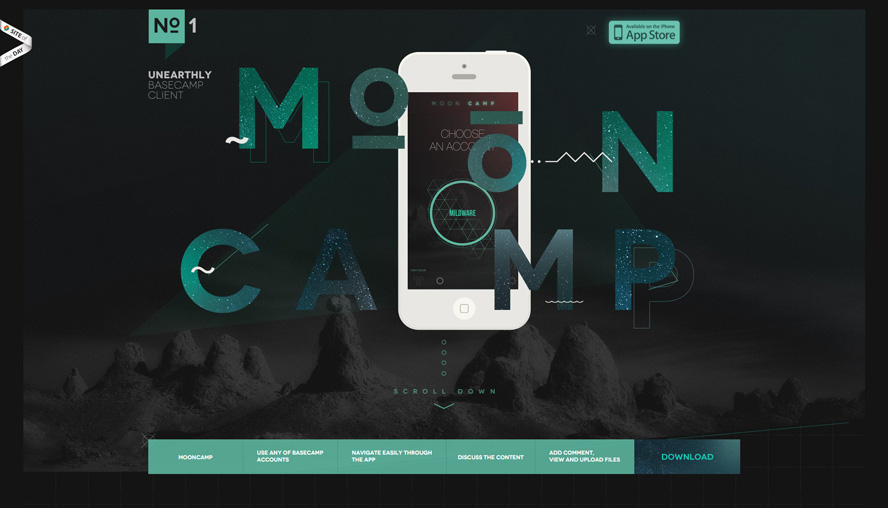 SITE of
the DAY
Nº 1
Available on the iPhone
App Store
UNEARTHLY
BASECAMP
CLIENT
MOON
CAMP
MOON CAMP
CHOOSE
AN ACCOUNT
MILDWARE
SCROLL DOWN
MOONCAMP
USE ANY OF BASECAMP
ACCOUNTS
NAVIGATE EASILY THROUGH
THE APP
DISCUSS THE CONTENT
ADD COMMENT,
VIEW AND UPLOAD FILES
DOWNLOAD